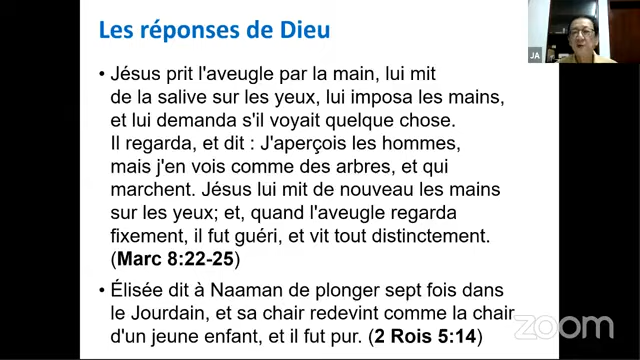 Les réponses de Dieu
• Jésus prit l'aveugle par la main, lui mit
de la salive sur les yeux, lui imposa les mains,
et lui demanda s'il voyait quelque chose.
Il regarda, et dit : J'aperçois les hommes,
mais j'en vois comme des arbres, et qui
marchent. Jésus lui mit de nouveau les mains
sur les yeux; et, quand l'aveugle regarda
fixement, il fut guéri, et vit tout distinctement.
(Marc 8:22-25)
• Élisée dit à Naaman de plonger sept fois dans
le Jourdain, et sa chair redevint comme la chair
d'un jeune enfant, et il fut pur. (2 Rois 5:14)
JA
zoom